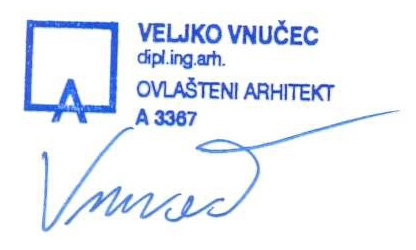 VELJKO VNUČEC
dipl.ing.arh.
OVLAŠTENI ARHITEKT
A 3367